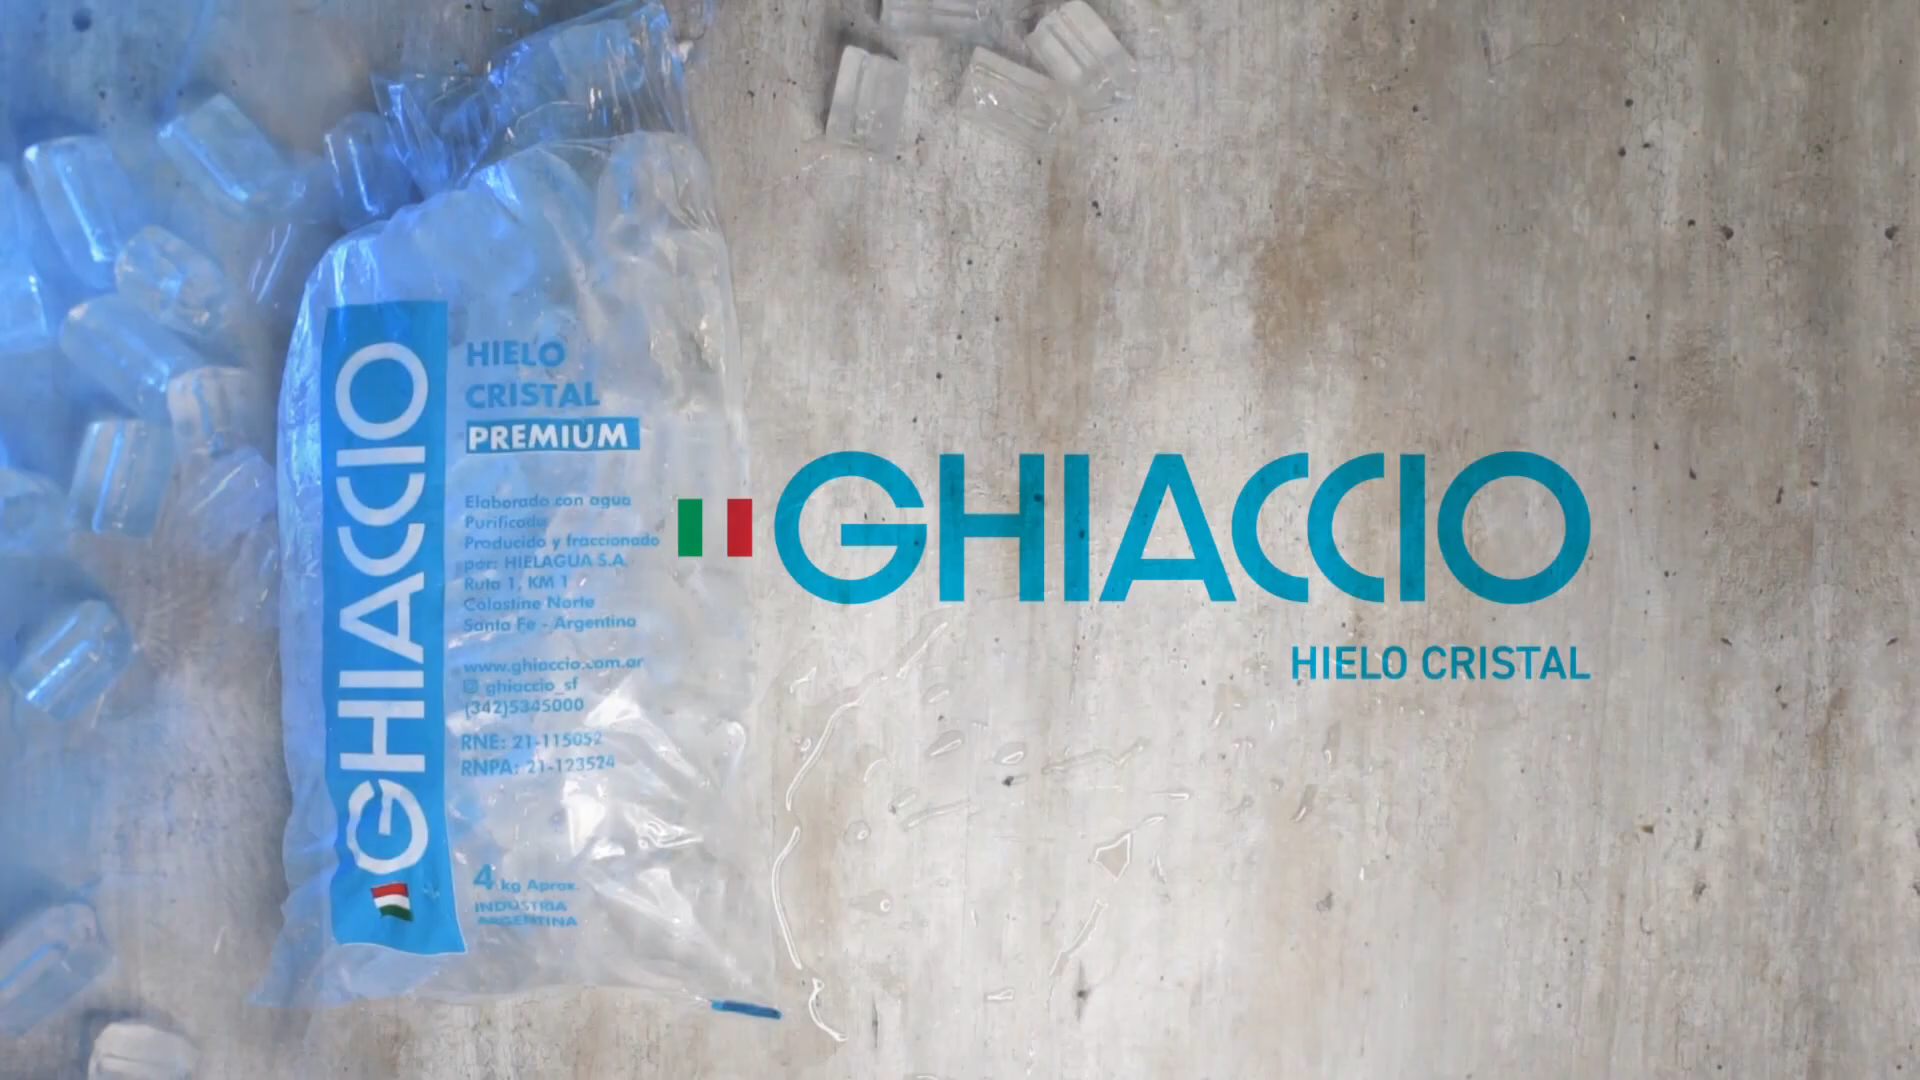 GHIACCIO
HIELO
CRISTAL
PREMIUM
Elaborado con agua
Purificada
Producido y fraccionado
por: HIELAGUA S.A.
Ruta 1, KM 1
Colastine Norte
Santa Fe - Argentina
www.ghiaccio.com.ar
ghiaccio_sf
(342)5345000
RNE: 21-115052
RNPA: 21-123524
4 kg Aprox.
INDUSTRIA
ARGENTINA
GHIACCIO
HIELO CRISTAL